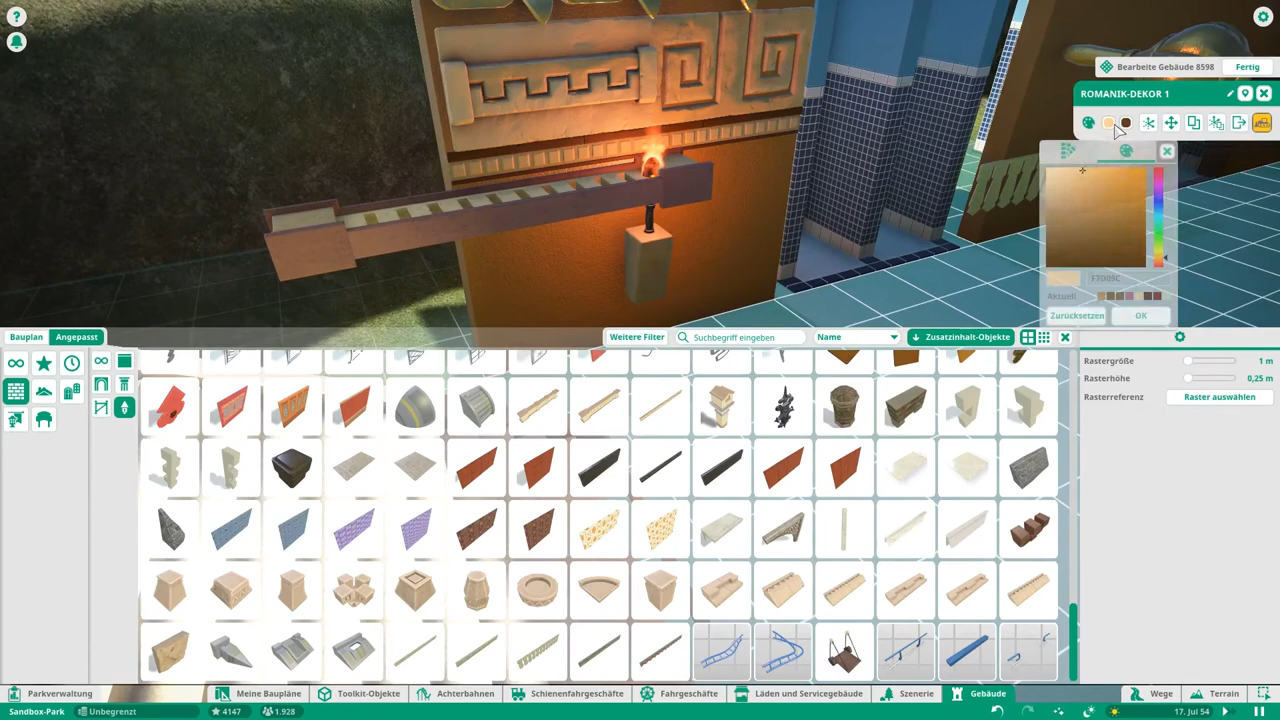 ?
Bearbeite Gebäude 8598
Fertig
ROMANIK-DEKOR 1
F7D09C
Aktuell
Zurücksetzen
OK
Bauplan
Angepasst
Weitere Filter
Suchbegriff eingeben
Name
Zusatzinhalt-Objekte
Rastergröße
1 m
Rasterhöhe
0,25 m
Rasterreferenz
Raster auswählen
Parkverwaltung
Meine Baupläne
Toolkit-Objekte
Achterbahnen
Schienenfahrgeschäfte
Fahrgeschäfte
Läden und Servicegebäude
Szenerie
Gebäude
Wege
Terrain
Sandbox-Park
Unbegrenzt
4147
1.928
17. Jul 54